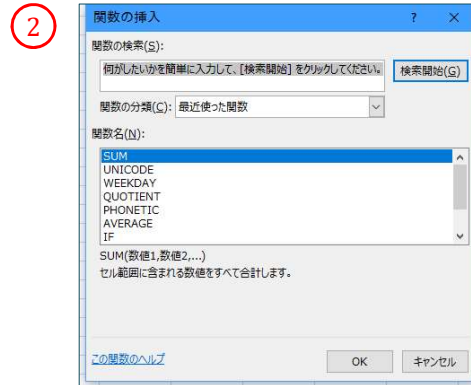 2
関数の挿入 ? ×
関数の検索(S):
何がしたいかを簡単に入力して、[検索開始] をクリックしてください。 検索開始(G)
関数の分類(C): 最近使った関数
関数名(N):
SUM
UNICODE
WEEKDAY
QUOTIENT
PHONETIC
AVERAGE
IF
SUM(数値1,数値2,...)
セル範囲に含まれる数値をすべて合計します。
この関数のヘルプ OK キャンセル